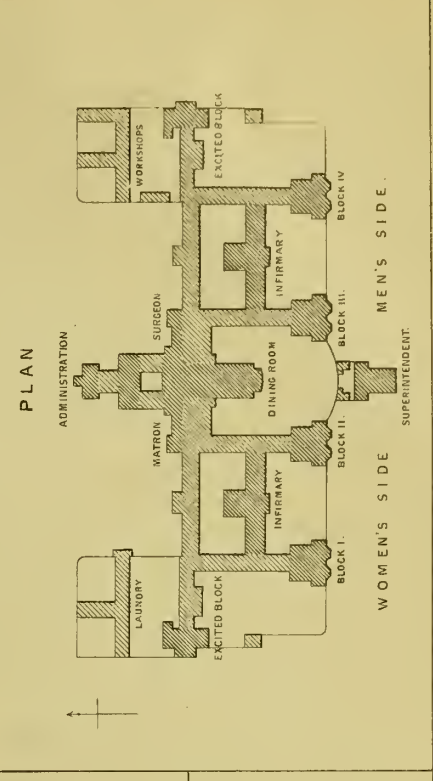 PLAN
ADMINISTRATION
LAUNDRY
WORKSHOPS
MATRON
SURGEON
EXCITED BLOCK
EXCITED BLOCK
INFIRMARY
INFIRMARY
DINING ROOM
BLOCK I.
BLOCK II.
BLOCK III.
BLOCK IV
WOMEN'S SIDE
MEN'S SIDE.
SUPERINTENDENT.